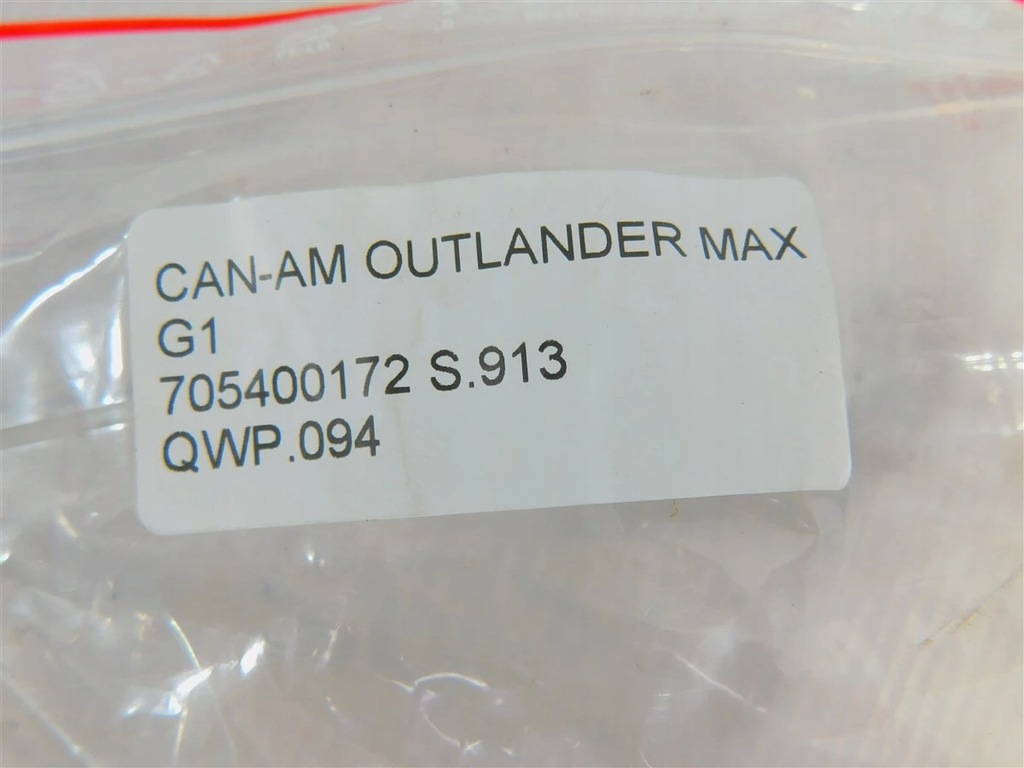 CAN-AM OUTLANDER MAX
G1
705400172 S.913
QWP.094